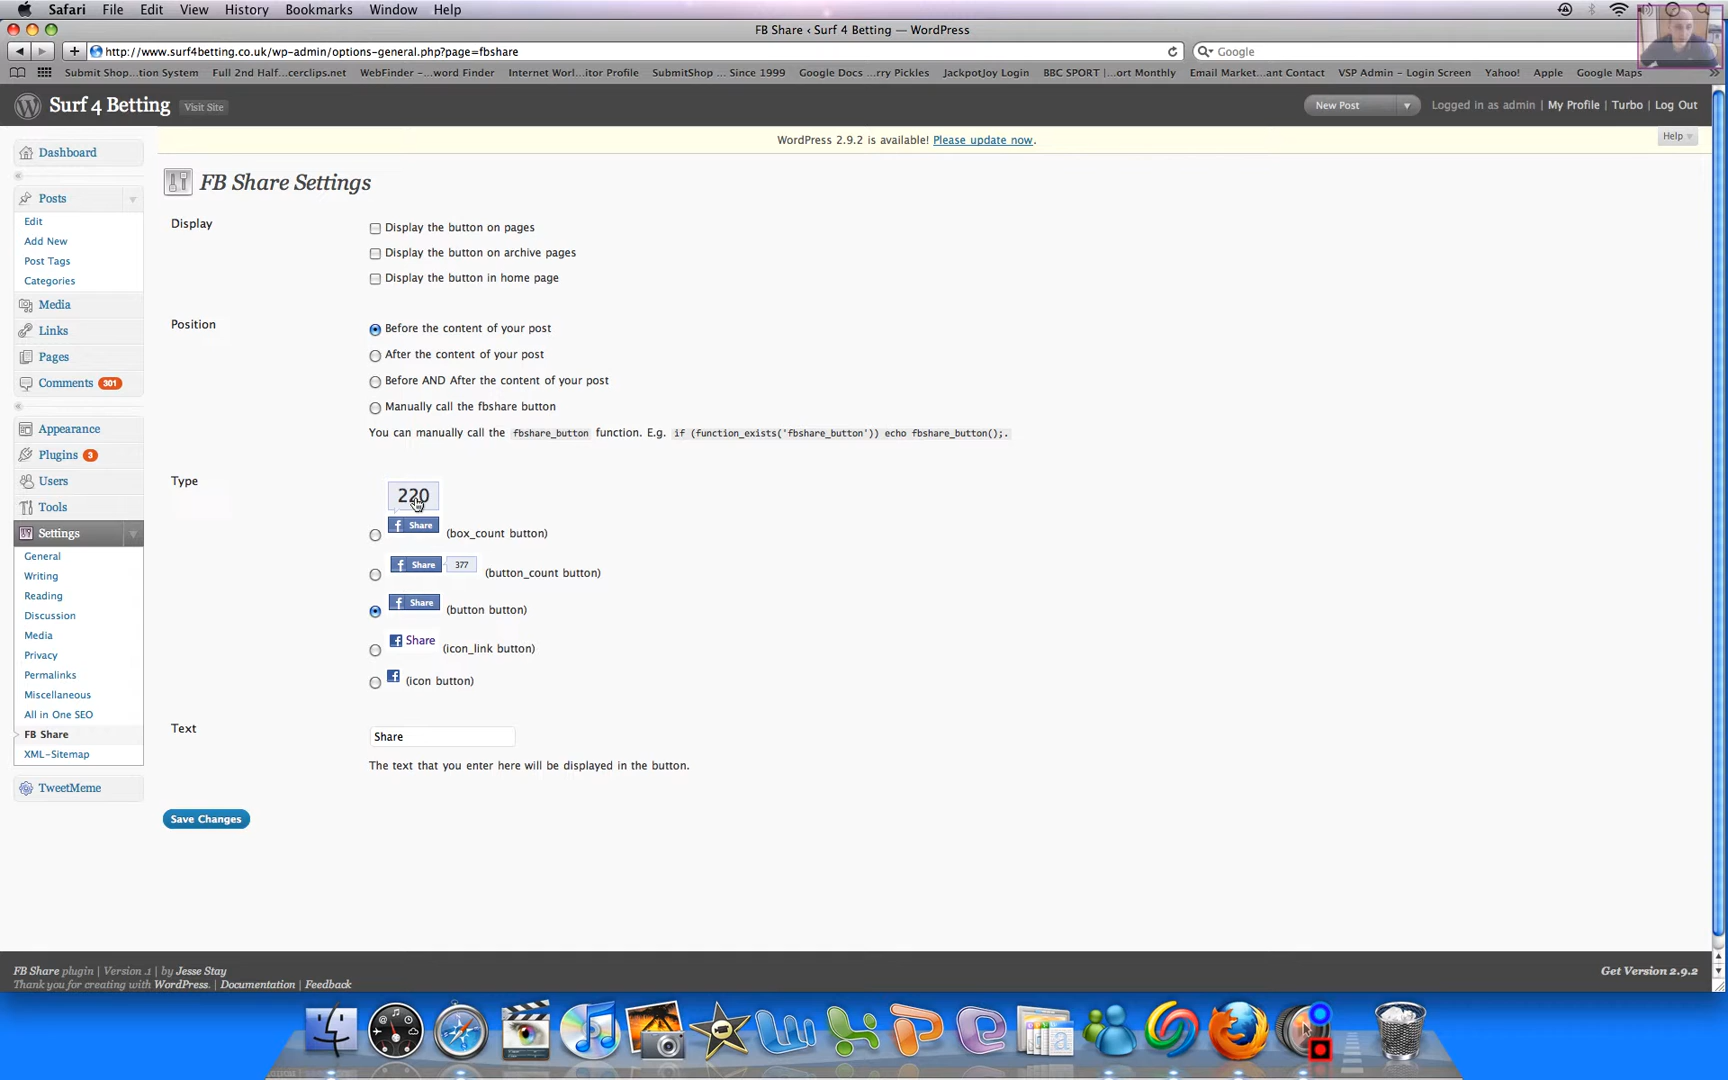 Safari File Edit View History Bookmarks Window Help
FB Share ‹ Surf 4 Betting — WordPress
http://www.surf4betting.co.uk/wp-admin/options-general.php?page=fbshare
Google
Submit Shop...tion System Full 2nd Half...cerclips.net WebFinder -...word Finder Internet Worl...itor Profile SubmitShop ... Since 1999 Google Docs ...rry Pickles JackpotJoy Login BBC SPORT |...ort Monthly Email Market...ant Contact VSP Admin - Login Screen Yahoo! Apple Google Maps
Surf 4 Betting Visit Site New Post Logged in as admin | My Profile | Turbo | Log Out
WordPress 2.9.2 is available! Please update now.
Help
Dashboard
Posts
Edit
Add New
Post Tags
Categories
Media
Links
Pages
Comments 301
Appearance
Plugins 3
Users
Tools
Settings
General
Writing
Reading
Discussion
Media
Privacy
Permalinks
Miscellaneous
All in One SEO
FB Share
XML-Sitemap
TweetMeme
FB Share Settings
Display
Display the button on pages
Display the button on archive pages
Display the button in home page
Position
Before the content of your post
After the content of your post
Before AND After the content of your post
Manually call the fbshare button
You can manually call the fbshare_button function. E.g. if (function_exists('fbshare_button')) echo fbshare_button();.
Type
220
f Share (box_count button)
f Share 377 (button_count button)
f Share (button button)
f Share (icon_link button)
f (icon button)
Text
Share
The text that you enter here will be displayed in the button.
Save Changes
FB Share plugin | Version .1 | by Jesse Stay
Thank you for creating with WordPress. | Documentation | Feedback
Get Version 2.9.2